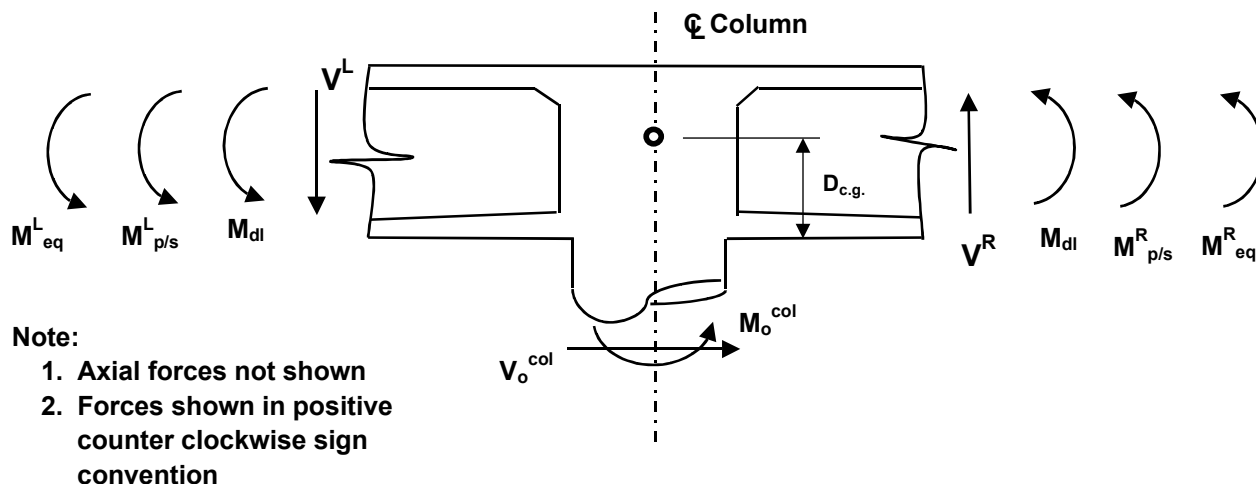 ℄ Column
V^L
D_c.g.
M^L_eq
M^L_p/s
M_dl
V^R
M_dl
M^R_p/s
M^R_eq
M_o^col
V_o^col
Note:
1. Axial forces not shown
2. Forces shown in positive
counter clockwise sign
convention